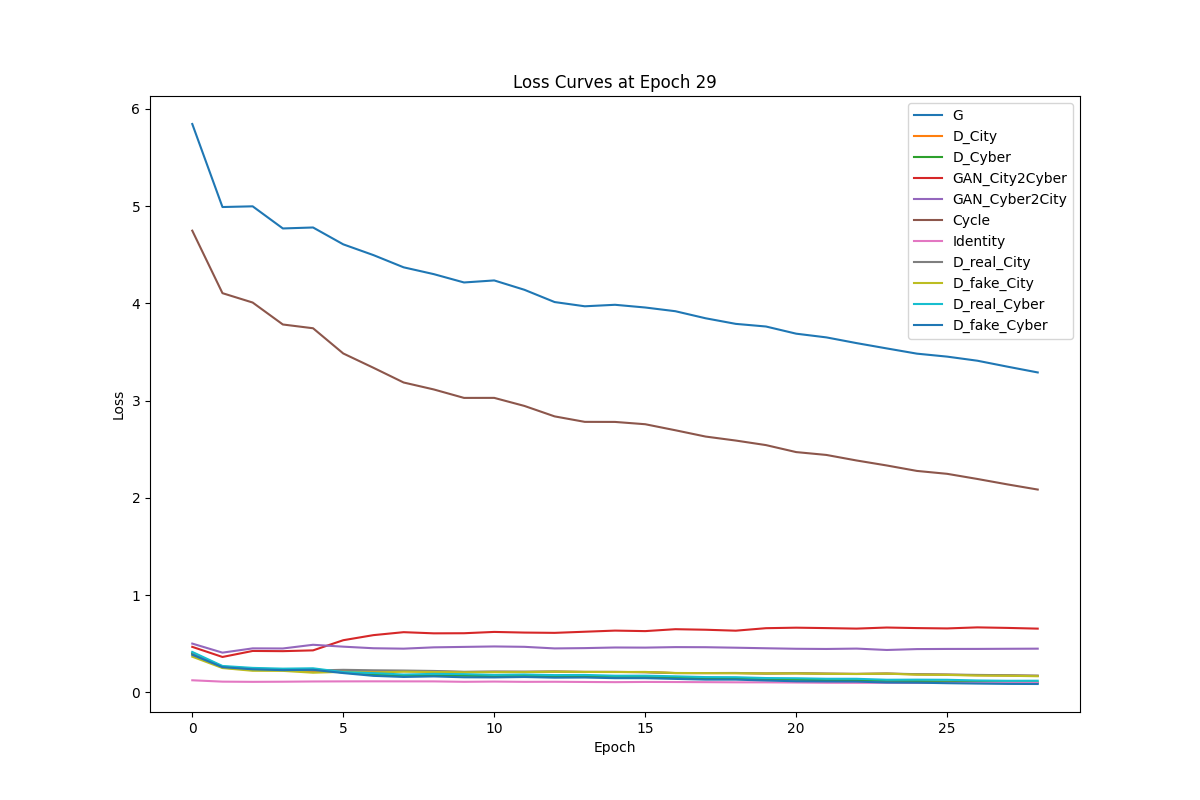 Loss Curves at Epoch 29
6
5
4
3
2
1
0
Loss
0 5 10 15 20 25
Epoch
G
D_City
D_Cyber
GAN_City2Cyber
GAN_Cyber2City
Cycle
Identity
D_real_City
D_fake_City
D_real_Cyber
D_fake_Cyber